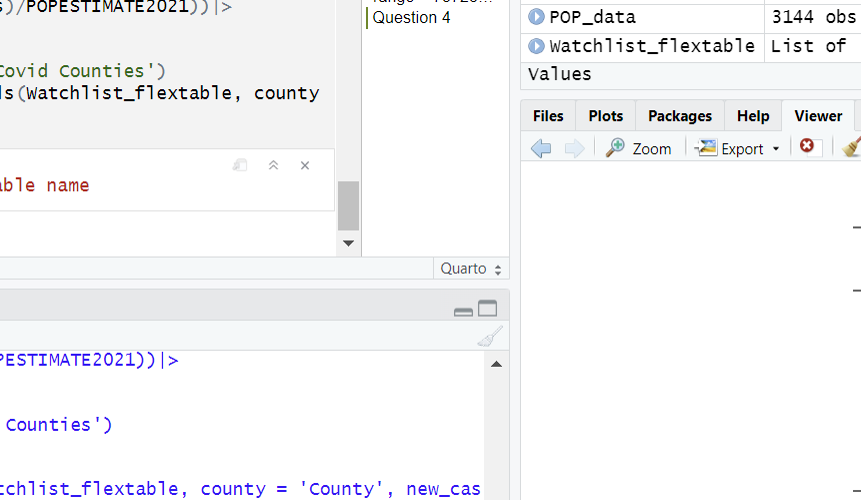 s)/POPESTIMATE2021))|>
Covid Counties')
ls(Watchlist_flextable, county
able name
Question 4
Quarto
PESTIMATE2021))|>
Counties')
tchlist_flextable, county = 'County', new_cas
POP_data 3144 obs
Watchlist_flextable List of
Values
Files Plots Packages Help Viewer
Zoom Export